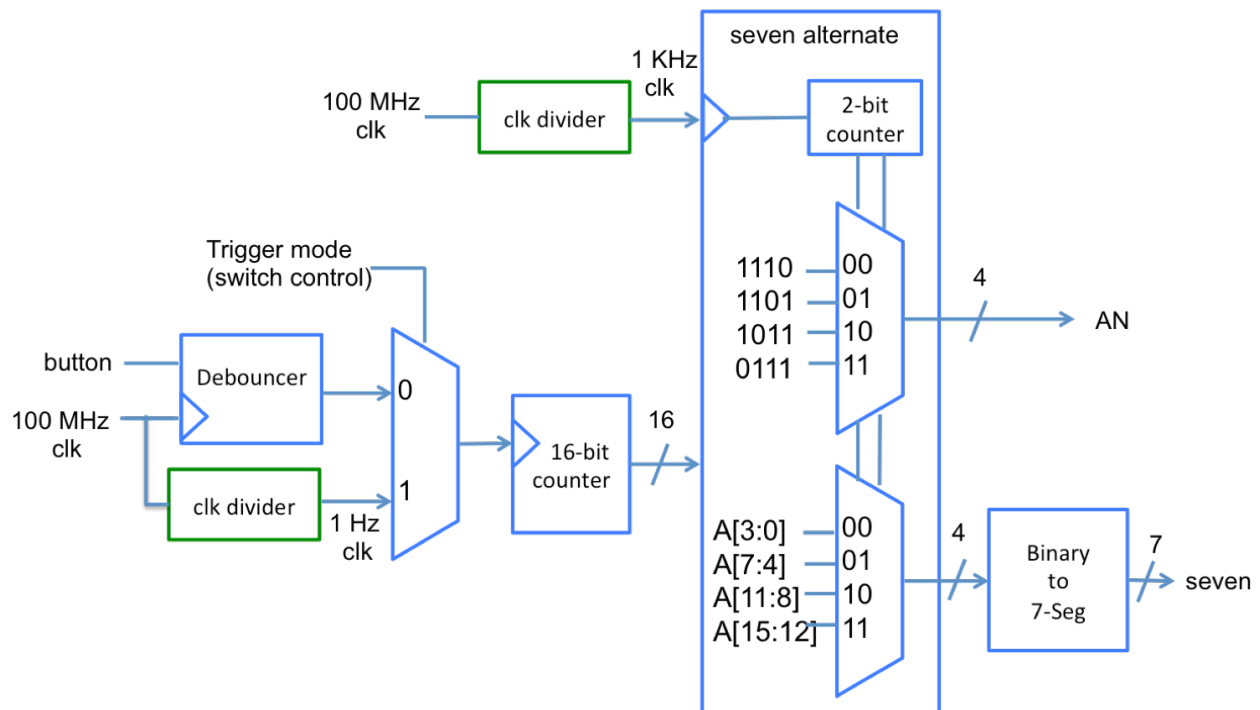 seven alternate
1 KHz
clk
100 MHz
clk
clk divider
2-bit
counter
Trigger mode
(switch control)
1110
1101
1011
0111
00
01
10
11
4
AN
button
100 MHz
clk
Debouncer
0
1
clk divider
1 Hz
clk
16-bit
counter
16
A[3:0]
A[7:4]
A[11:8]
A[15:12]
00
01
10
11
4
Binary
to
7-Seg
7
seven